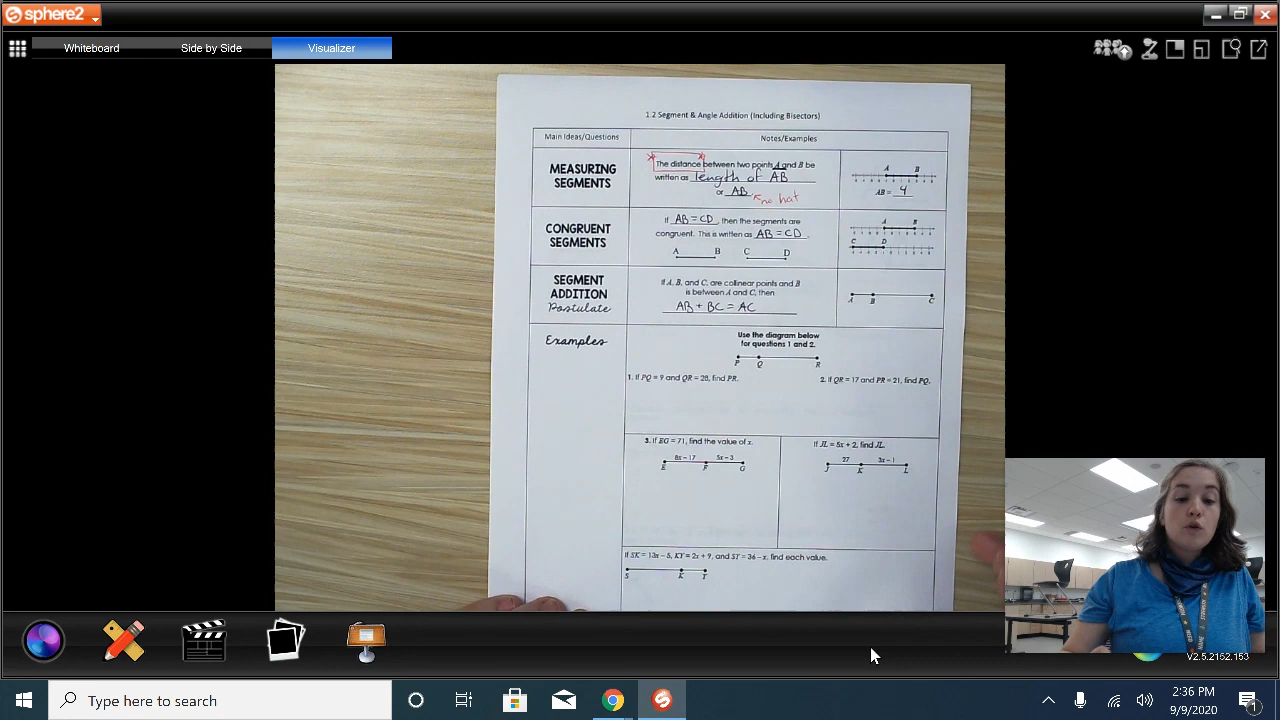 sphere2
Whiteboard
Side by Side
Visualizer
1.2 Segment & Angle Addition (Including Bisectors)
Main Ideas/Questions
Notes/Examples
MEASURING
SEGMENTS
The distance between two points A and B be
written as length of AB
or AB. no hat
A B
AB = 4
CONGRUENT
SEGMENTS
If AB = CD, then the segments are
congruent. This is written as AB = CD.
A B C D
A B
C D
SEGMENT
ADDITION
Postulate
If A, B, and C, are collinear points and B
is between A and C, then
AB + BC = AC
A B C
Examples
Use the diagram below
for questions 1 and 2.
P Q R
1. If PQ = 9 and QR = 28, find PR.
2. If QR = 17 and PR = 21, find PQ.
3. If EG = 71, find the value of x.
8x – 17 5x – 3
E F G
If JL = 5x + 2, find JL.
27 3x – 1
J K L
If SK = 13x – 5, KT = 2x + 9, and ST = 36 – x, find each value.
S K T
V2.5.2152.153
Type here to search
2:36 PM
9/9/2020
1